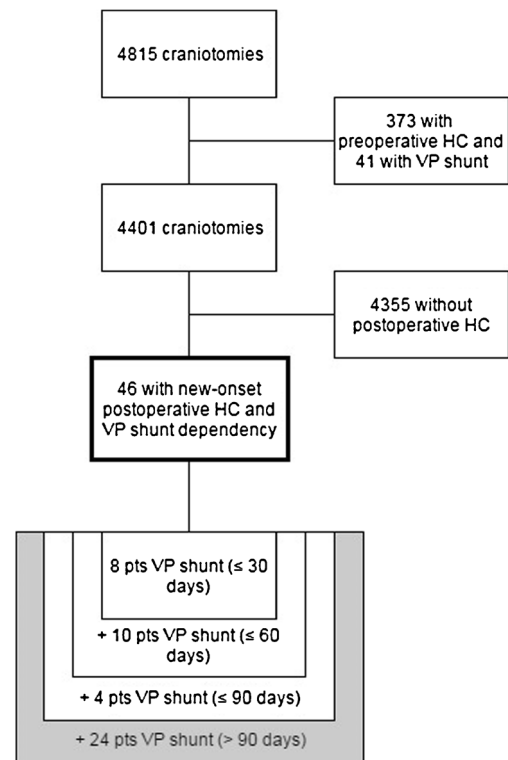 4815 craniotomies
373 with
preoperative HC and
41 with VP shunt
4401 craniotomies
4355 without
postoperative HC
46 with new-onset
postoperative HC and
VP shunt dependency
8 pts VP shunt (≤ 30
days)
+ 10 pts VP shunt (≤ 60
days)
+ 4 pts VP shunt (≤ 90 days)
+ 24 pts VP shunt (> 90 days)